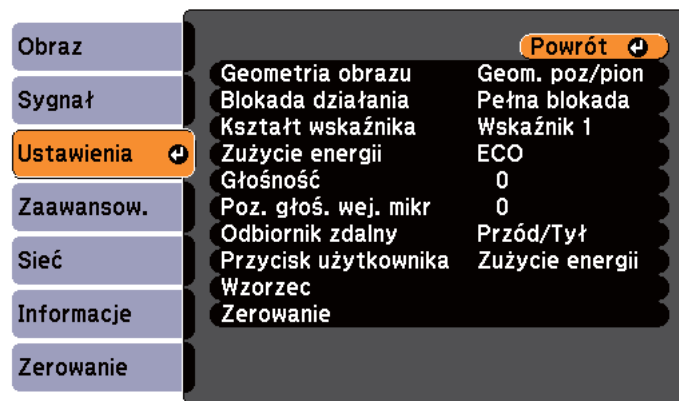 Obraz
Sygnał
Ustawienia
Zaawansow.
Sieć
Informacje
Zerowanie
Powrót
Geometria obrazu Geom. poz/pion
Blokada działania Pełna blokada
Kształt wskaźnika Wskaźnik 1
Zużycie energii ECO
Głośność 0
Poz. głoś. wej. mikr 0
Odbiornik zdalny Przód/Tył
Przycisk użytkownika Zużycie energii
Wzorzec
Zerowanie